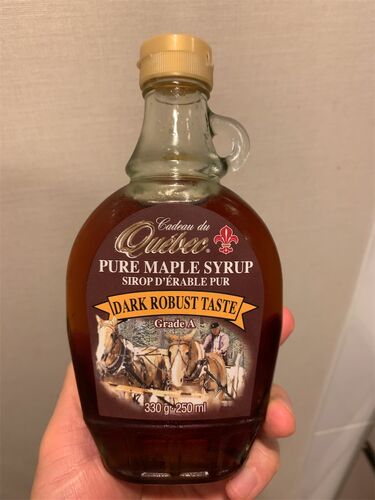 Cadeau du
Québec
PURE MAPLE SYRUP
SIROP D'ÉRABLE PUR
DARK ROBUST TASTE
Grade A
330 g 250 ml